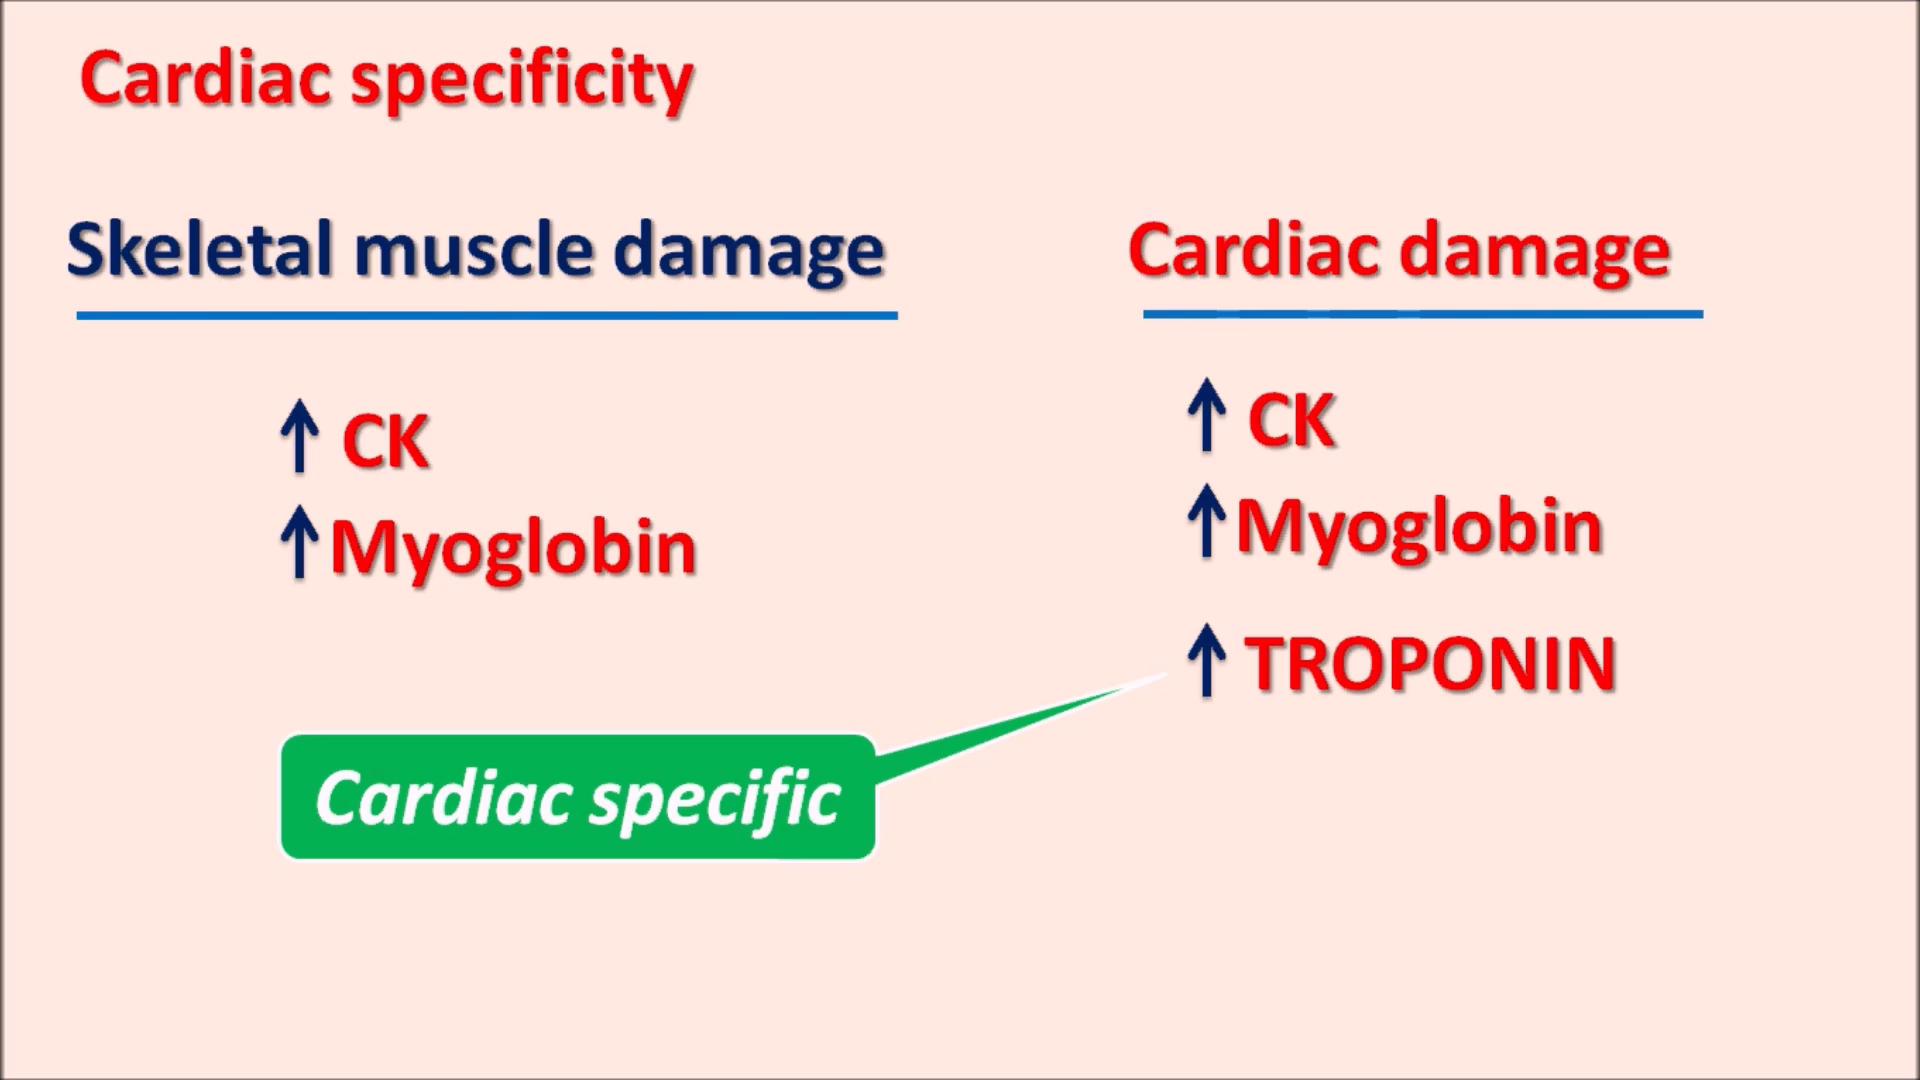 Cardiac specificity
Skeletal muscle damage
↑ CK
↑ Myoglobin
Cardiac damage
↑ CK
↑ Myoglobin
↑ TROPONIN
Cardiac specific